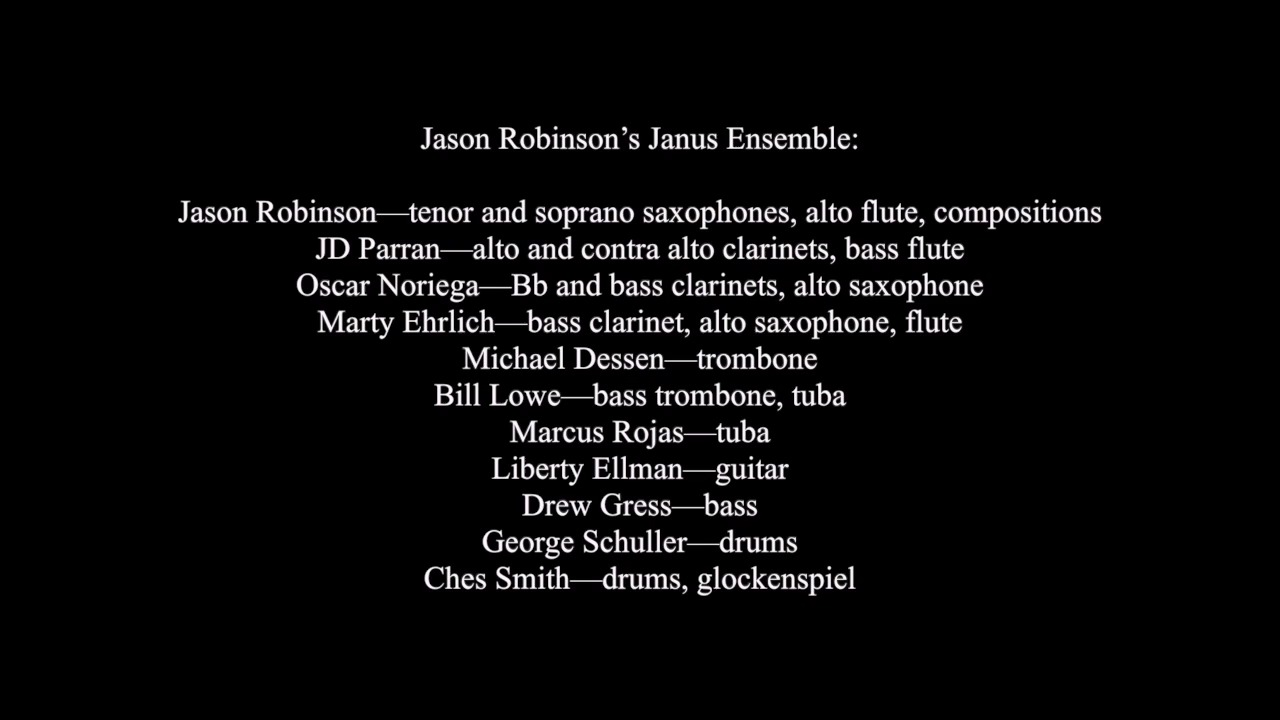 Jason Robinson’s Janus Ensemble:
Jason Robinson—tenor and soprano saxophones, alto flute, compositions
JD Parran—alto and contra alto clarinets, bass flute
Oscar Noriega—Bb and bass clarinets, alto saxophone
Marty Ehrlich—bass clarinet, alto saxophone, flute
Michael Dessen—trombone
Bill Lowe—bass trombone, tuba
Marcus Rojas—tuba
Liberty Ellman—guitar
Drew Gress—bass
George Schuller—drums
Ches Smith—drums, glockenspiel